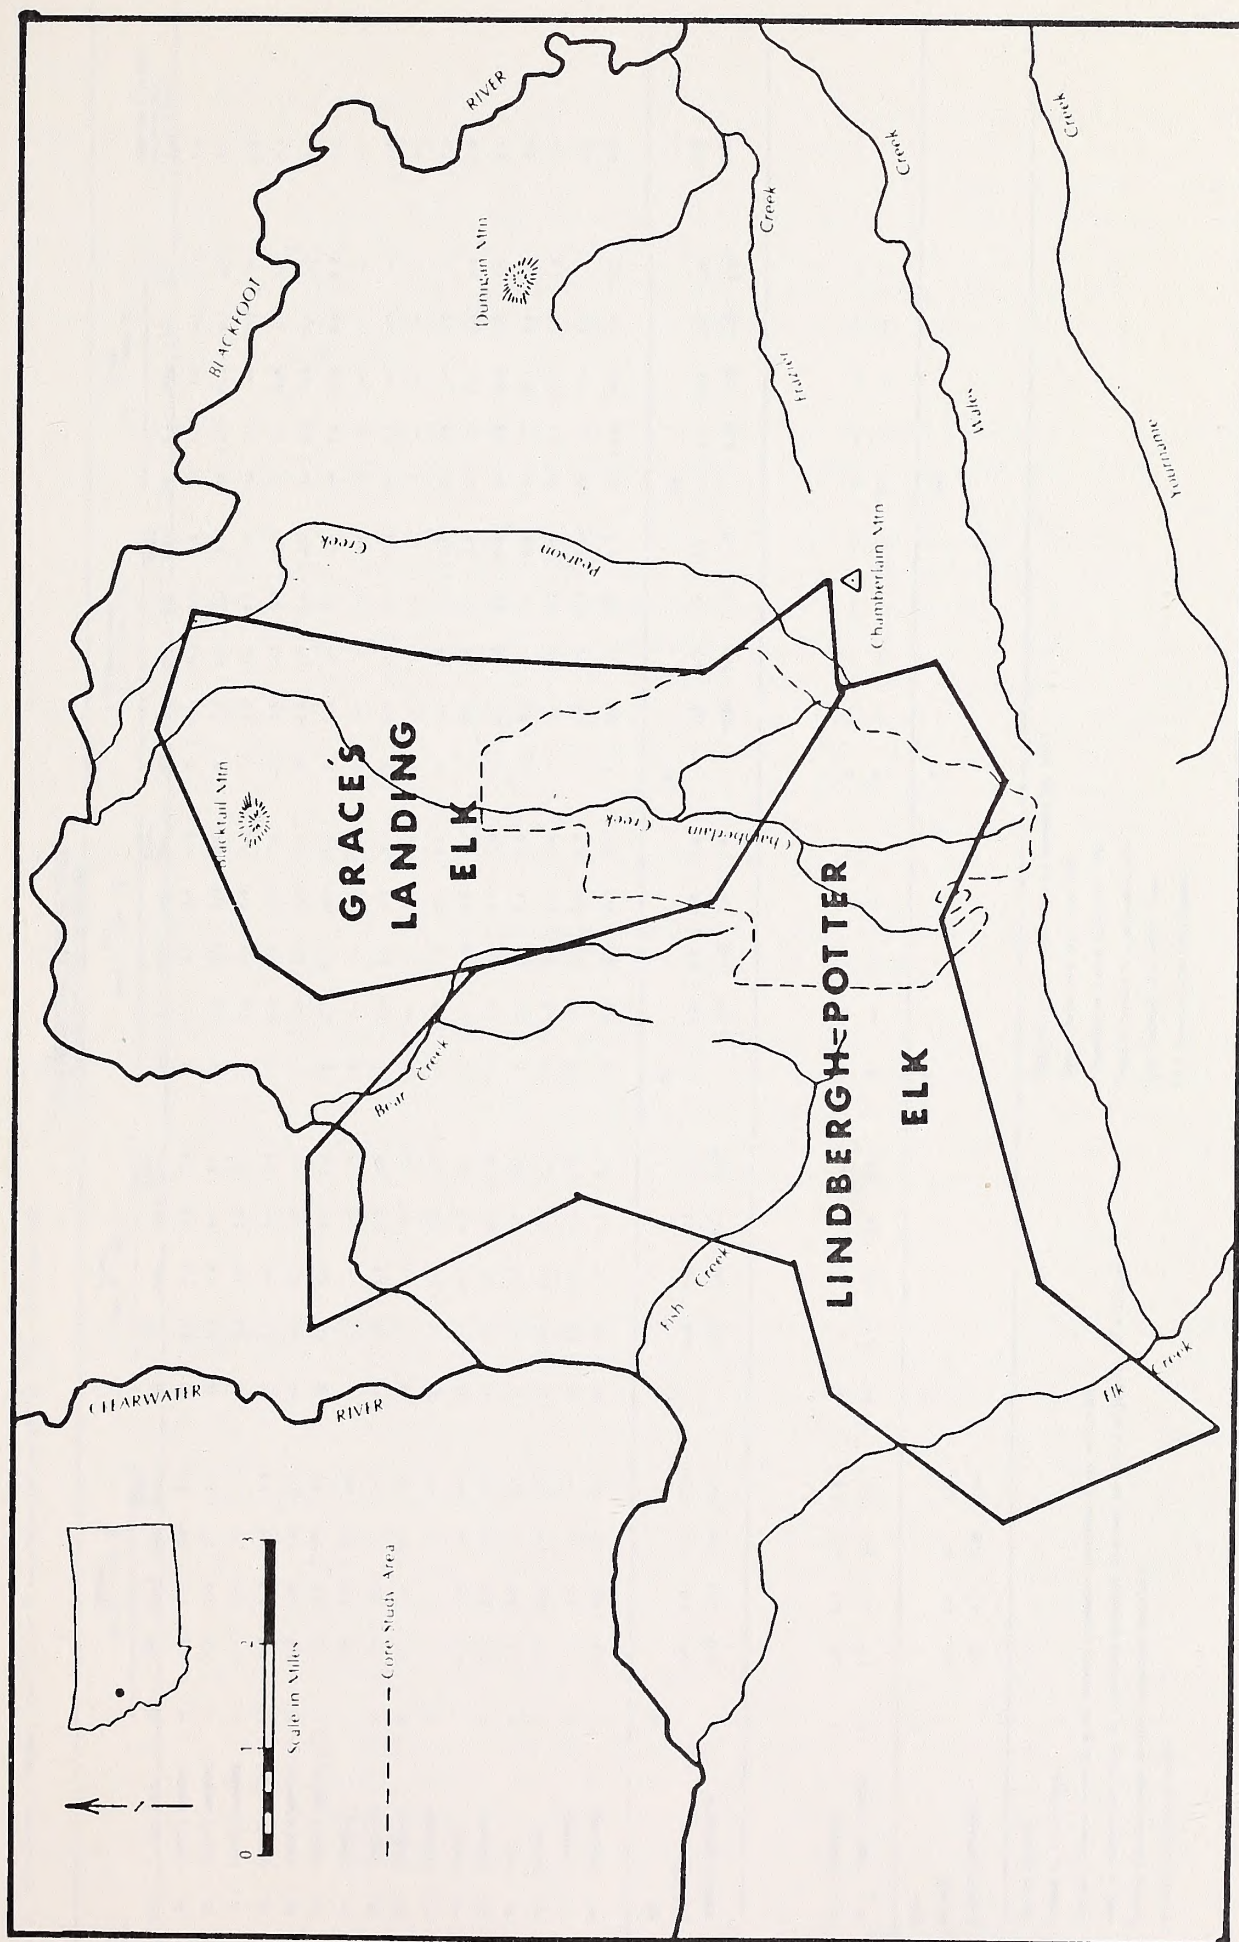 CLEARWATER
RIVER
BLACKFOOT
RIVER
0 1 2 3
Scale in Miles
Core Study Area
Blacktail Mtn
GRACE'S
LANDING
ELK
Bear Creek
Pearson Creek
Dunigan Mtn
Chamberlain Creek
Fish Creek
Frazier Creek
Chamberlain Mtn
LINDBERGH-POTTER
ELK
Wales Creek
Elk Creek
Yourname Creek